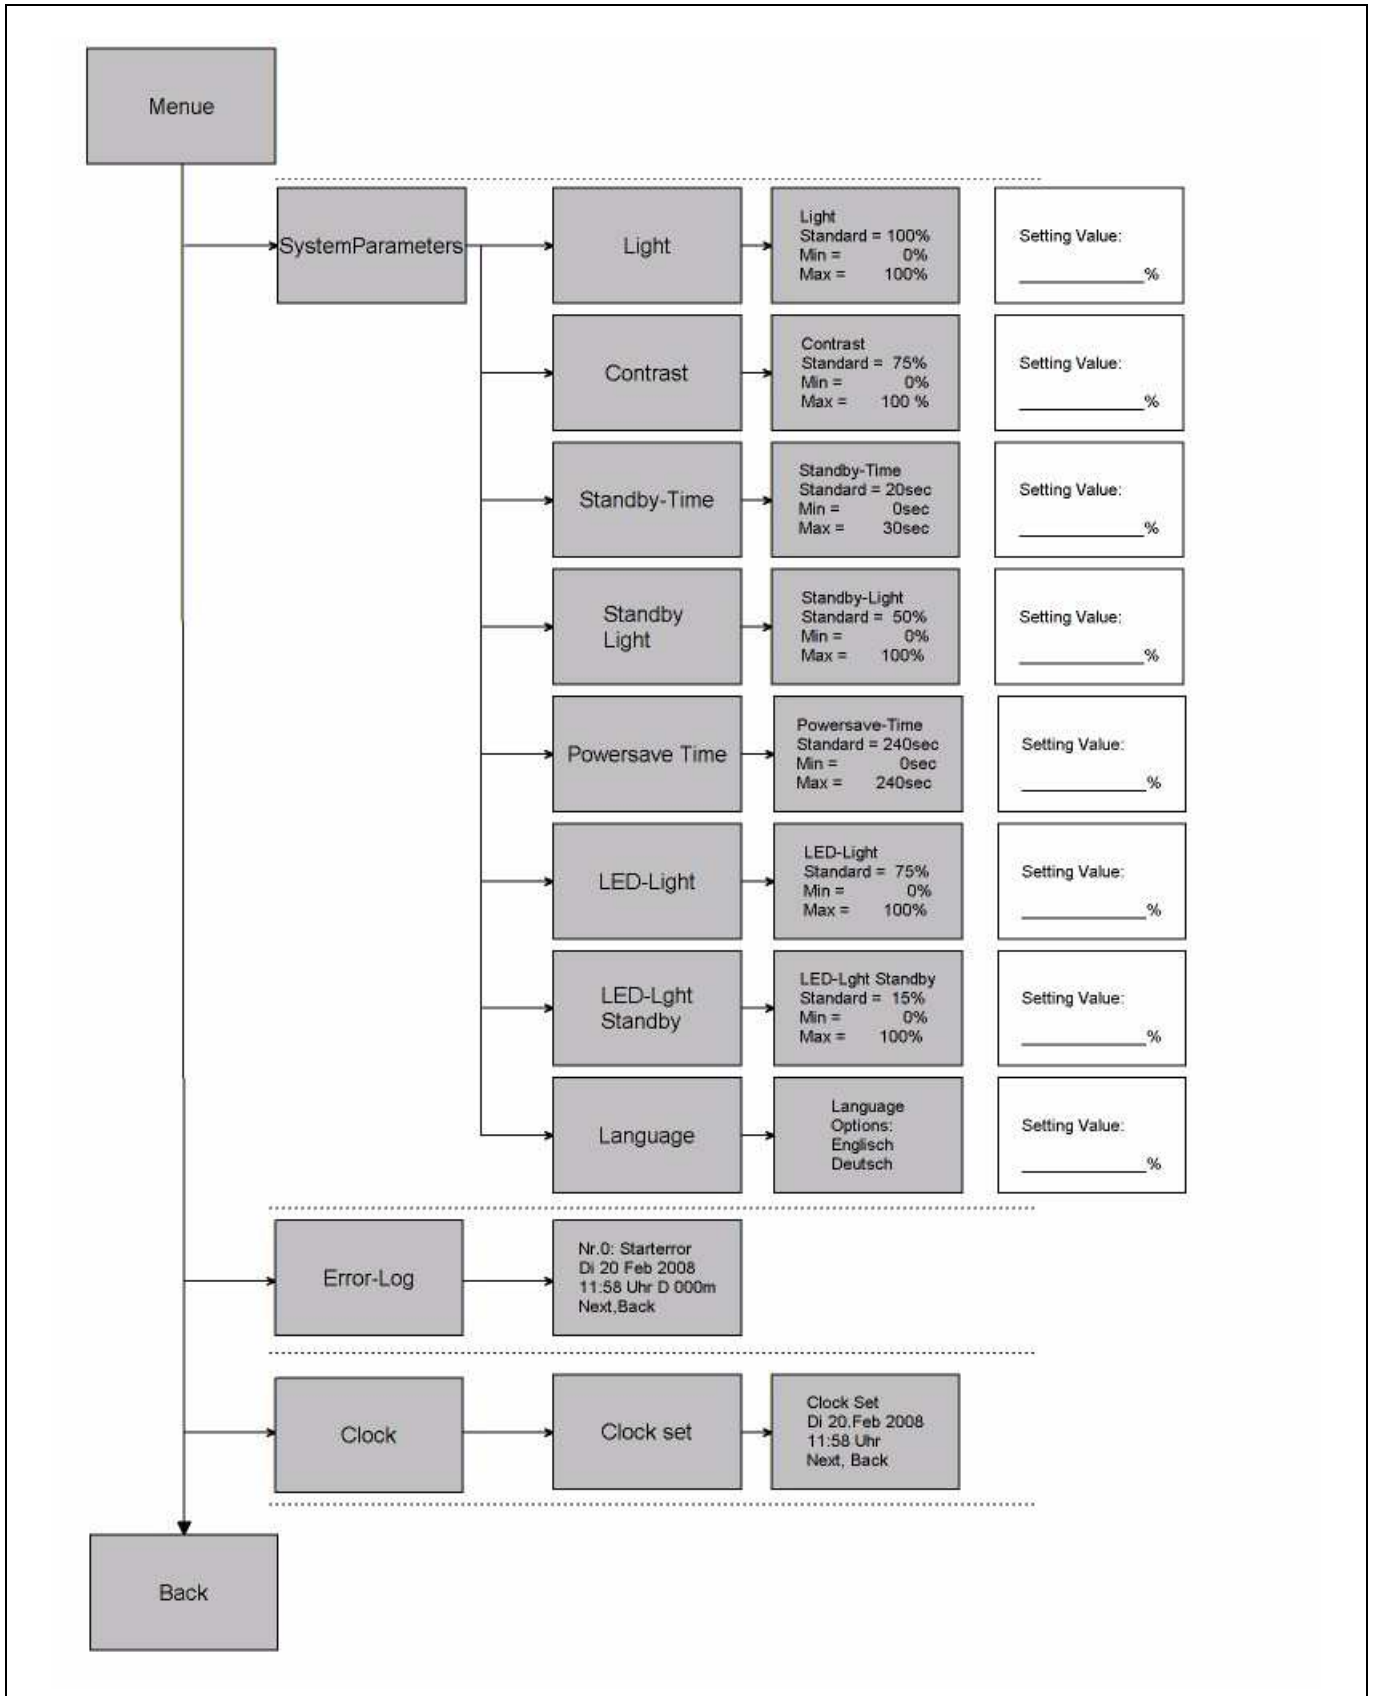 Menue
SystemParameters
Light
Light
Standard = 100%
Min = 0%
Max = 100%
Setting Value:
%
Contrast
Contrast
Standard = 75%
Min = 0%
Max = 100 %
Setting Value:
%
Standby-Time
Standby-Time
Standard = 20sec
Min = 0sec
Max = 30sec
Setting Value:
%
Standby
Light
Standby-Light
Standard = 50%
Min = 0%
Max = 100%
Setting Value:
%
Powersave Time
Powersave-Time
Standard = 240sec
Min = 0sec
Max = 240sec
Setting Value:
%
LED-Light
LED-Light
Standard = 75%
Min = 0%
Max = 100%
Setting Value:
%
LED-Lght
Standby
LED-Lght Standby
Standard = 15%
Min = 0%
Max = 100%
Setting Value:
%
Language
Language
Options:
Englisch
Deutsch
Setting Value:
%
Error-Log
Nr.0: Starterror
Di 20 Feb 2008
11:58 Uhr D 000m
Next,Back
Clock
Clock set
Clock Set
Di 20.Feb 2008
11:58 Uhr
Next, Back
Back